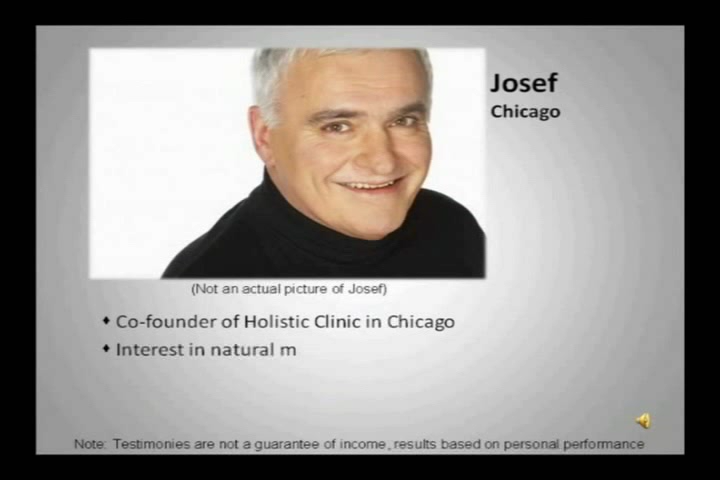 Josef
Chicago
(Not an actual picture of Josef)
Co-founder of Holistic Clinic in Chicago
Interest in natural m
Note: Testimonies are not a guarantee of income, results based on personal performance